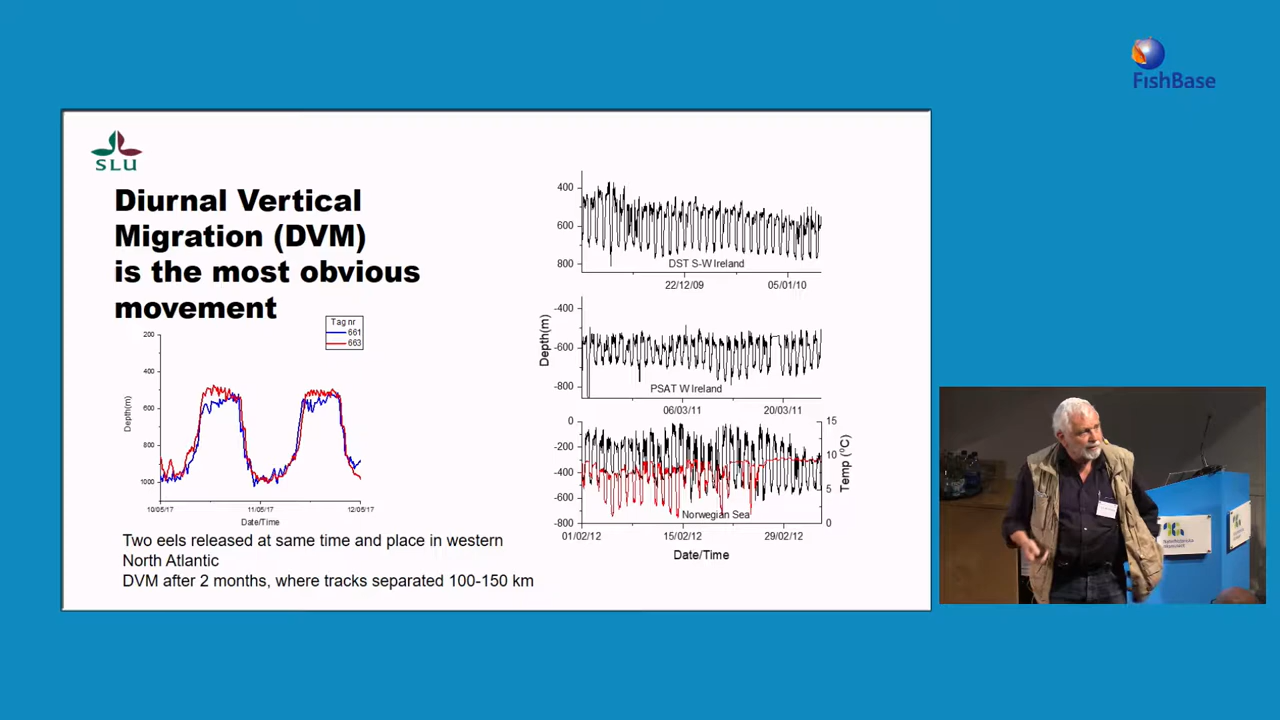 FishBase
SLU
Diurnal Vertical
Migration (DVM)
is the most obvious
movement
Tag nr
661
663
200
400
600
800
1000
Depth(m)
10/05/17
11/05/17
12/05/17
Date/Time
Two eels released at same time and place in western
North Atlantic
DVM after 2 months, where tracks separated 100-150 km
400
600
800
DST S-W Ireland
22/12/09
05/01/10
-400
-600
-800
Depth(m)
PSAT W Ireland
06/03/11
20/03/11
0
-200
-400
-600
-800
15
10
5
0
Temp (°C)
Norwegian Sea
01/02/12
15/02/12
29/02/12
Date/Time